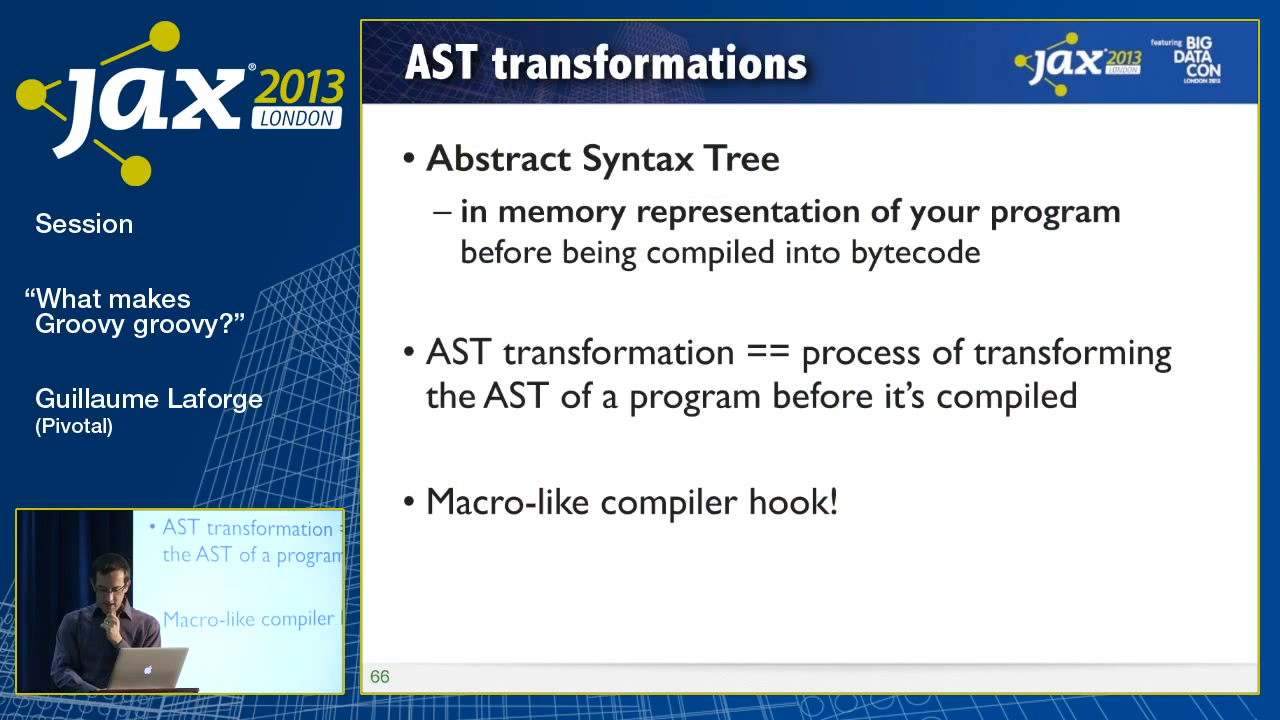 jax® 2013
LONDON
Session
“What makes
Groovy groovy?”
Guillaume Laforge
(Pivotal)
• AST transformation =
the AST of a program
Macro-like compiler
AST transformations
jax® 2013
LONDON
featuring BIG
DATA
CON
LONDON 2013
• Abstract Syntax Tree
– in memory representation of your program
before being compiled into bytecode
• AST transformation == process of transforming
the AST of a program before it’s compiled
• Macro-like compiler hook!
66